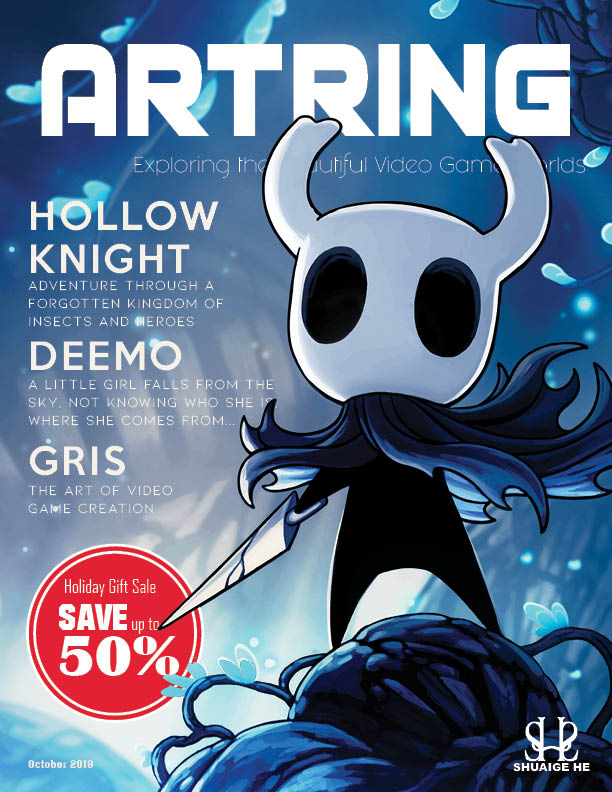 ARTRING
Exploring the Beautiful Video Game Worlds
HOLLOW
KNIGHT
ADVENTURE THROUGH A
FORGOTTEN KINGDOM OF
INSECTS AND HEROES
DEEMO
A LITTLE GIRL FALLS FROM THE
SKY, NOT KNOWING WHO SHE IS
WHERE SHE COMES FROM...
GRIS
THE ART OF VIDEO
GAME CREATION
Holiday Gift Sale
SAVE up to
50%
October 2019
SHUAIGE HE